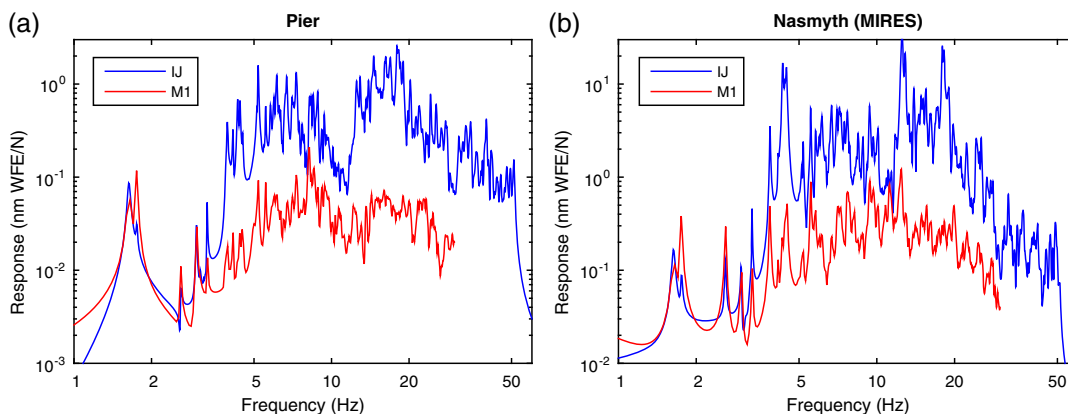 (a)
Pier
IJ
M1
Response (nm WFE/N)
10^0
10^-1
10^-2
10^-3
1 2 5 10 20 50
Frequency (Hz)
(b)
Nasmyth (MIRES)
IJ
M1
Response (nm WFE/N)
10^1
10^0
10^-1
10^-2
1 2 5 10 20 50
Frequency (Hz)